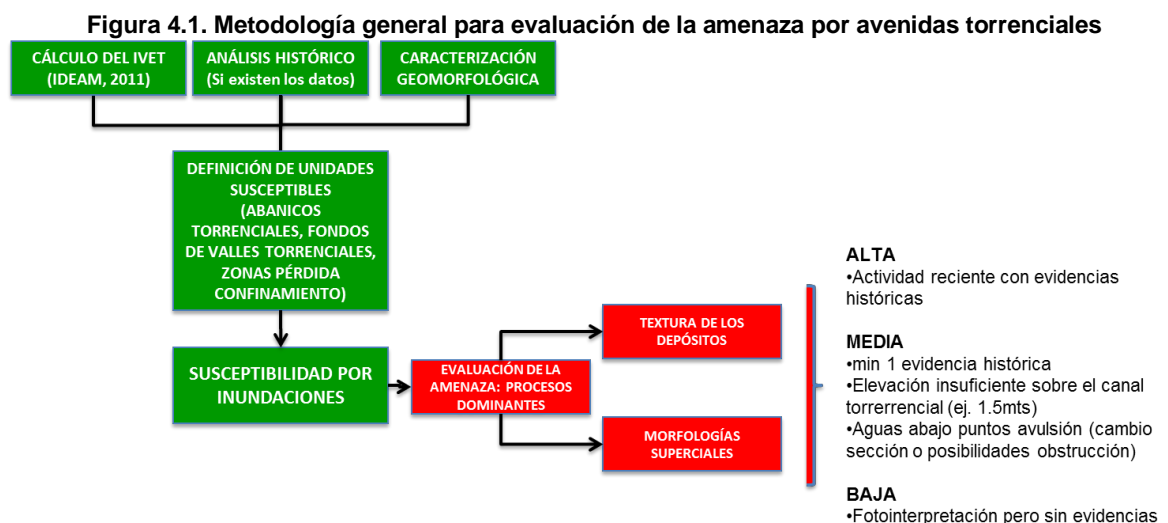 Figura 4.1. Metodología general para evaluación de la amenaza por avenidas torrenciales
CÁLCULO DEL IVET
(IDEAM, 2011)
ANÁLISIS HISTÓRICO
(Si existen los datos)
CARACTERIZACIÓN
GEOMORFOLÓGICA
DEFINICIÓN DE UNIDADES
SUSCEPTIBLES
(ABANICOS
TORRENCIALES, FONDOS
DE VALLES TORRENCIALES,
ZONAS PÉRDIDA
CONFINAMIENTO)
SUSCEPTIBILIDAD POR
INUNDACIONES
EVALUACIÓN DE LA
AMENAZA: PROCESOS
DOMINANTES
TEXTURA DE LOS
DEPÓSITOS
MORFOLOGÍAS
SUPERCIALES
ALTA
•Actividad reciente con evidencias
históricas
MEDIA
•min 1 evidencia histórica
•Elevación insuficiente sobre el canal
torrerrencial (ej. 1.5mts)
•Aguas abajo puntos avulsión (cambio
sección o posibilidades obstrucción)
BAJA
•Fotointerpretación pero sin evidencias